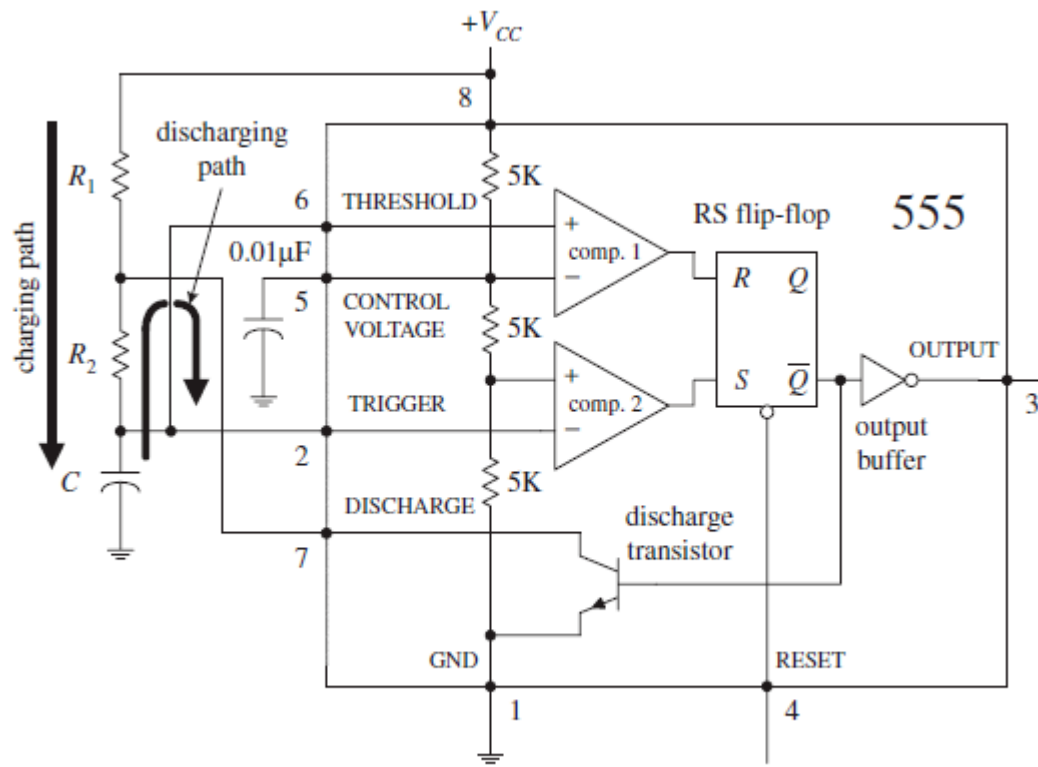 +V_CC
8
discharging
path
R₁
charging path
5K
6
THRESHOLD
RS flip-flop
555
0.01μF
+
comp. 1
−
R
Q
5
CONTROL
VOLTAGE
5K
R₂
OUTPUT
+
comp. 2
−
S
Q̅
3
TRIGGER
2
output
buffer
C
5K
DISCHARGE
discharge
transistor
7
GND
RESET
1
4